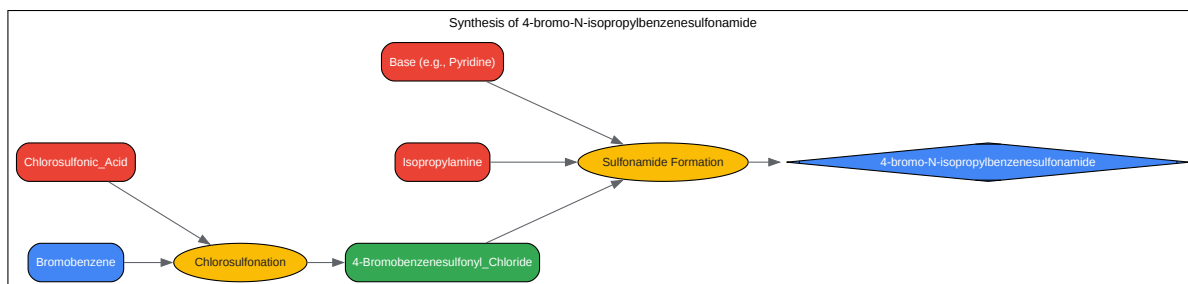 Synthesis of 4-bromo-N-isopropylbenzenesulfonamide
Base (e.g., Pyridine)
Chlorosulfonic_Acid
Isopropylamine
Sulfonamide Formation
4-bromo-N-isopropylbenzenesulfonamide
Bromobenzene
Chlorosulfonation
4-Bromobenzenesulfonyl_Chloride